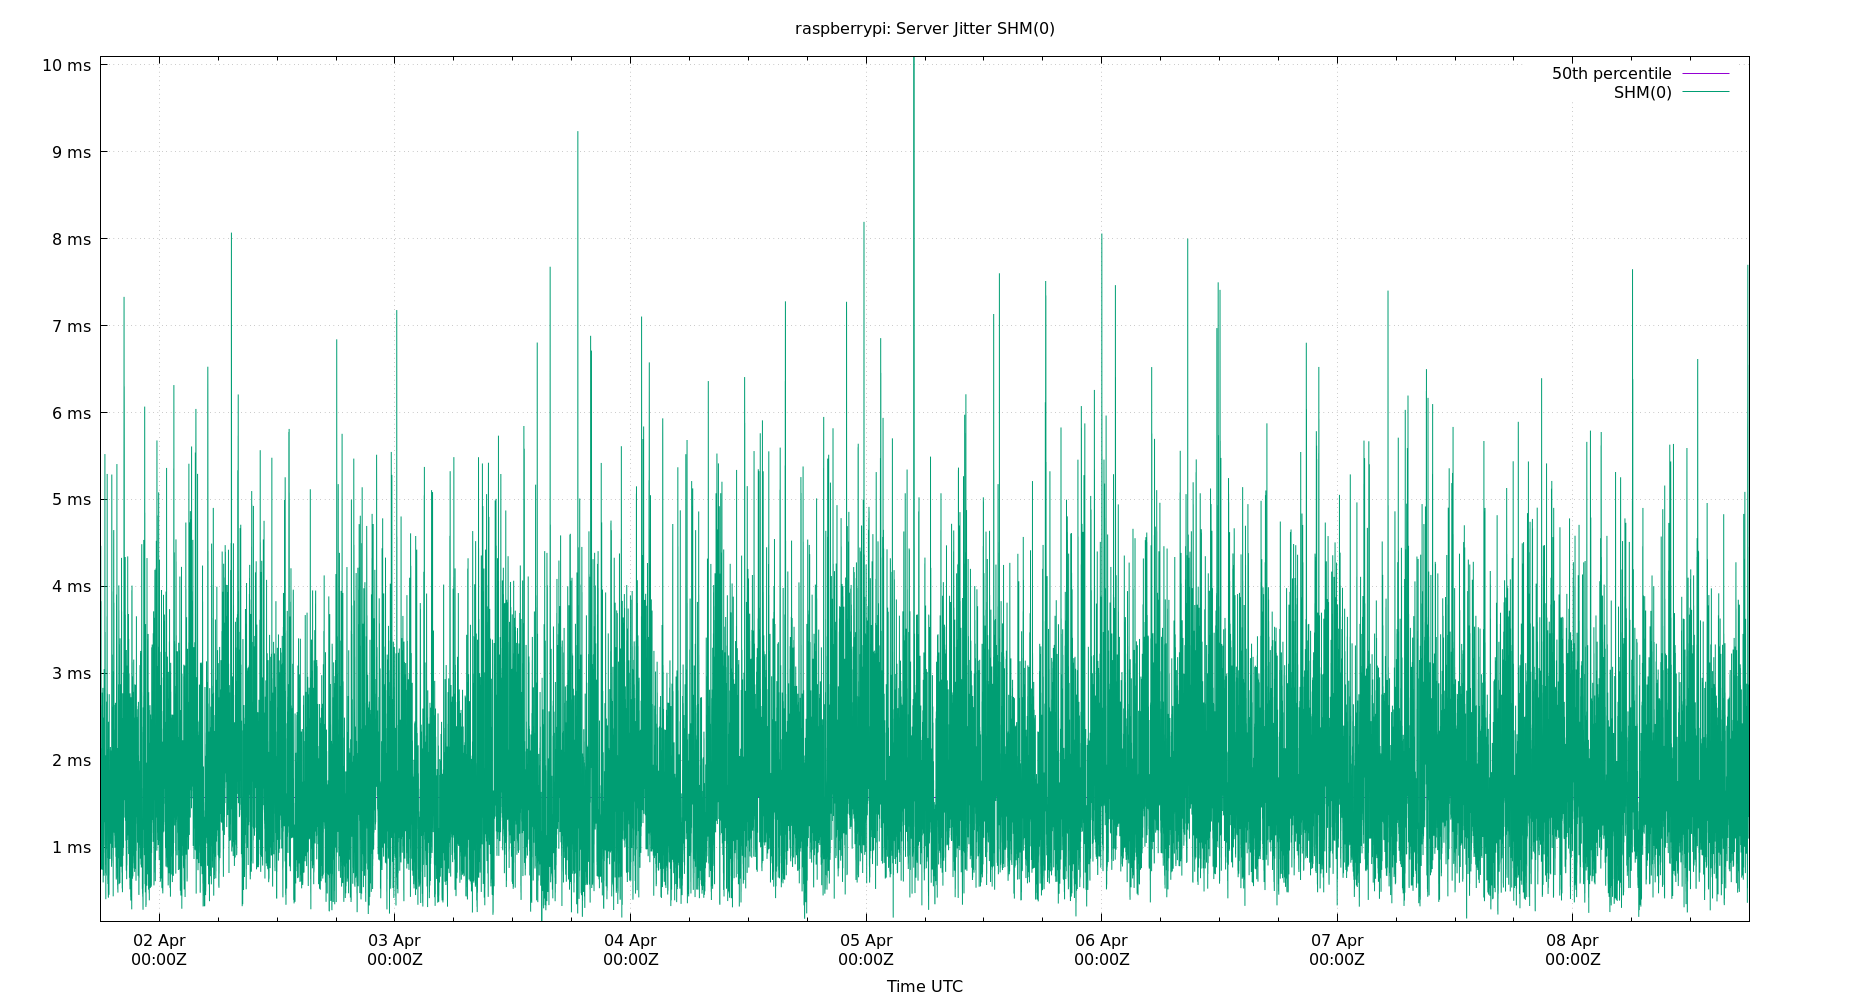 raspberrypi: Server Jitter SHM(0)
10 ms
9 ms
8 ms
7 ms
6 ms
5 ms
4 ms
3 ms
2 ms
1 ms
50th percentile
SHM(0)
02 Apr
00:00Z
03 Apr
00:00Z
04 Apr
00:00Z
05 Apr
00:00Z
06 Apr
00:00Z
07 Apr
00:00Z
08 Apr
00:00Z
Time UTC